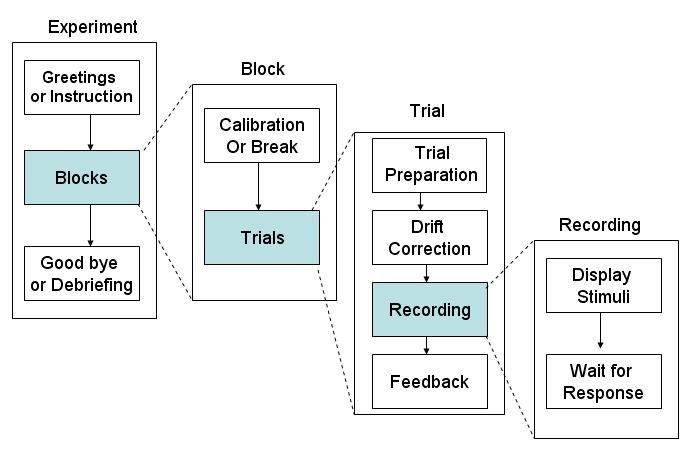 Experiment
Greetings
or Instruction
Blocks
Good bye
or Debriefing
Block
Calibration
Or Break
Trials
Trial
Trial
Preparation
Drift
Correction
Recording
Feedback
Recording
Display
Stimuli
Wait for
Response